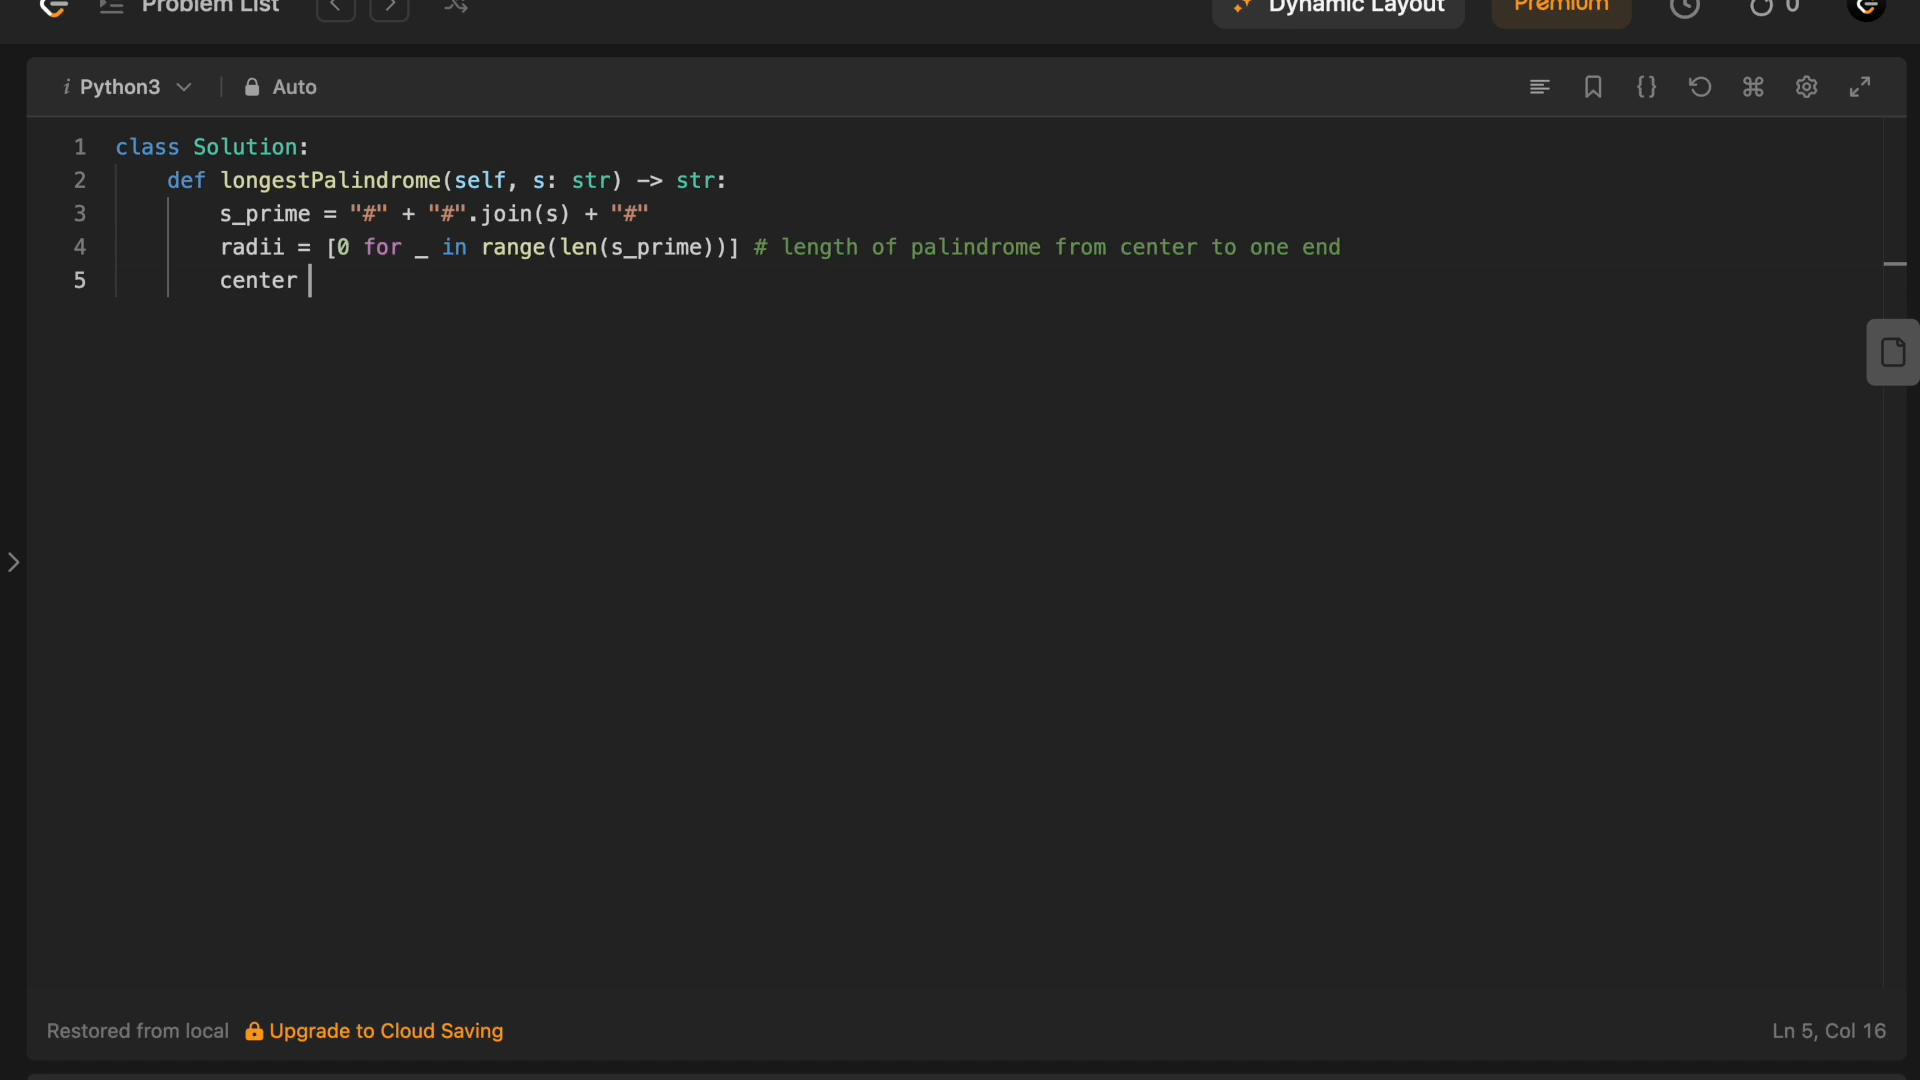 Problem List
Dynamic Layout
Premium
0
i Python3
Auto
{}
1 class Solution:
2 def longestPalindrome(self, s: str) -> str:
3 s_prime = "#" + "#".join(s) + "#"
4 radii = [0 for _ in range(len(s_prime))] # length of palindrome from center to one end
5 center
Restored from local Upgrade to Cloud Saving
Ln 5, Col 16